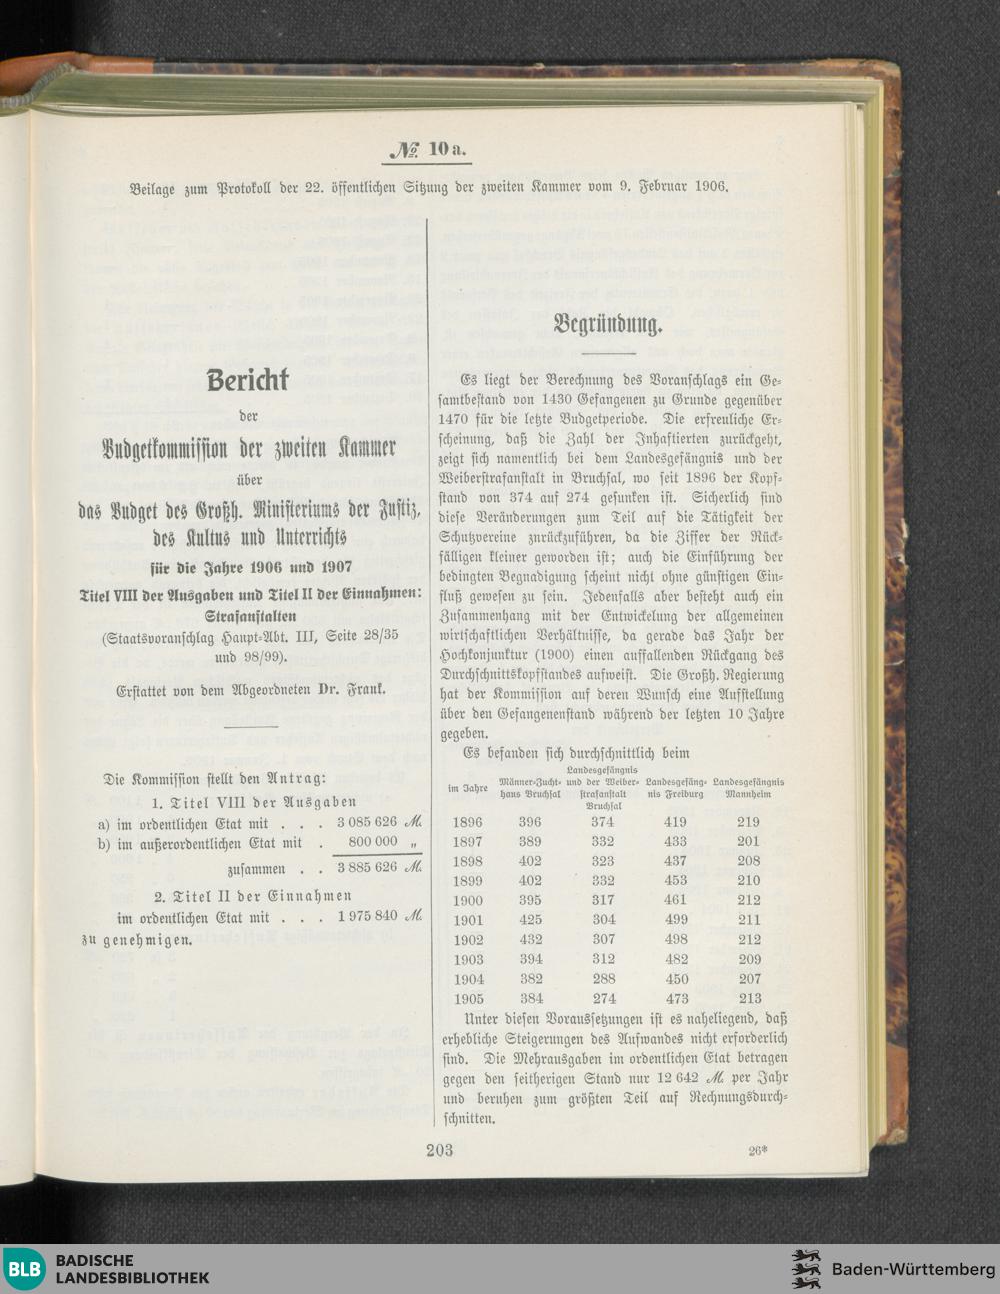 № 10a.
Beilage zum Protokoll der 22. öffentlichen Sitzung der zweiten Kammer vom 9. Februar 1906.
Bericht
der
Budgetkommission der zweiten Kammer
über
das Budget des Großh. Ministeriums der Justiz,
des Kultus und Unterrichts
für die Jahre 1906 und 1907
Titel VIII der Ausgaben und Titel II der Einnahmen:
Strafanstalten
(Staatsvoranschlag Haupt-Abt. III, Seite 28/35
und 98/99).
Erstattet von dem Abgeordneten Dr. Frank.
Die Kommission stellt den Antrag:
1. Titel VIII der Ausgaben
a) im ordentlichen Etat mit . . . 3 085 626 ℳ.
b) im außerordentlichen Etat mit . 800 000 „
zusammen . . 3 885 626 ℳ.
2. Titel II der Einnahmen
im ordentlichen Etat mit . . . 1 975 840 ℳ.
zu genehmigen.
Begründung.
Es liegt der Berechnung des Voranschlags ein Ge-
samtbestand von 1430 Gefangenen zu Grunde gegenüber
1470 für die letzte Budgetperiode. Die erfreuliche Er-
scheinung, daß die Zahl der Inhaftierten zurückgeht,
zeigt sich namentlich bei dem Landesgefängnis und der
Weiberstrafanstalt in Bruchsal, wo seit 1896 der Kopf-
stand von 374 auf 274 gesunken ist. Sicherlich sind
diese Veränderungen zum Teil auf die Tätigkeit der
Schutzvereine znrückzuführen, da die Ziffer der Rück-
fälligen kleiner geworden ist; auch die Einführung der
bedingten Begnadigung scheint nicht ohne günstigen Ein-
fluß gewesen zu sein. Jedenfalls aber besteht auch ein
Zusammenhang mit der Entwickelung der allgemeinen
wirtschaftlichen Verhältnisse, da gerade das Jahr der
Hochkonjunktur (1900) einen auffallenden Rückgang des
Durchschnittskopfstandes aufweist. Die Großh. Regierung
hat der Kommission auf deren Wunsch eine Aufstellung
über den Gefangenenstand während der letzten 10 Jahre
gegeben.
Es befanden sich durchschnittlich beim
im Jahre Männer-Zucht-haus Bruchsal Landesgefängnis und der Weiber-strafanstalt Bruchsal Landesgefäng-nis Freiburg Landesgefängnis Mannheim
1896 396 374 419 219
1897 389 332 433 201
1898 402 323 437 208
1899 402 332 453 210
1900 395 317 461 212
1901 425 304 499 211
1902 432 307 498 212
1903 394 312 482 209
1904 382 288 450 207
1905 384 274 473 213
Unter diesen Voraussetzungen ist es naheliegend, daß
erhebliche Steigerungen des Aufwandes nicht erforderlich
sind. Die Mehrausgaben im ordentlichen Etat betragen
gegen den seitherigen Stand nur 12 642 ℳ. per Jahr
und beruhen zum größten Teil auf Rechnungsdurch-
schnitten.
203
26*
BLB
BADISCHE
LANDESBIBLIOTHEK
Baden-Württemberg